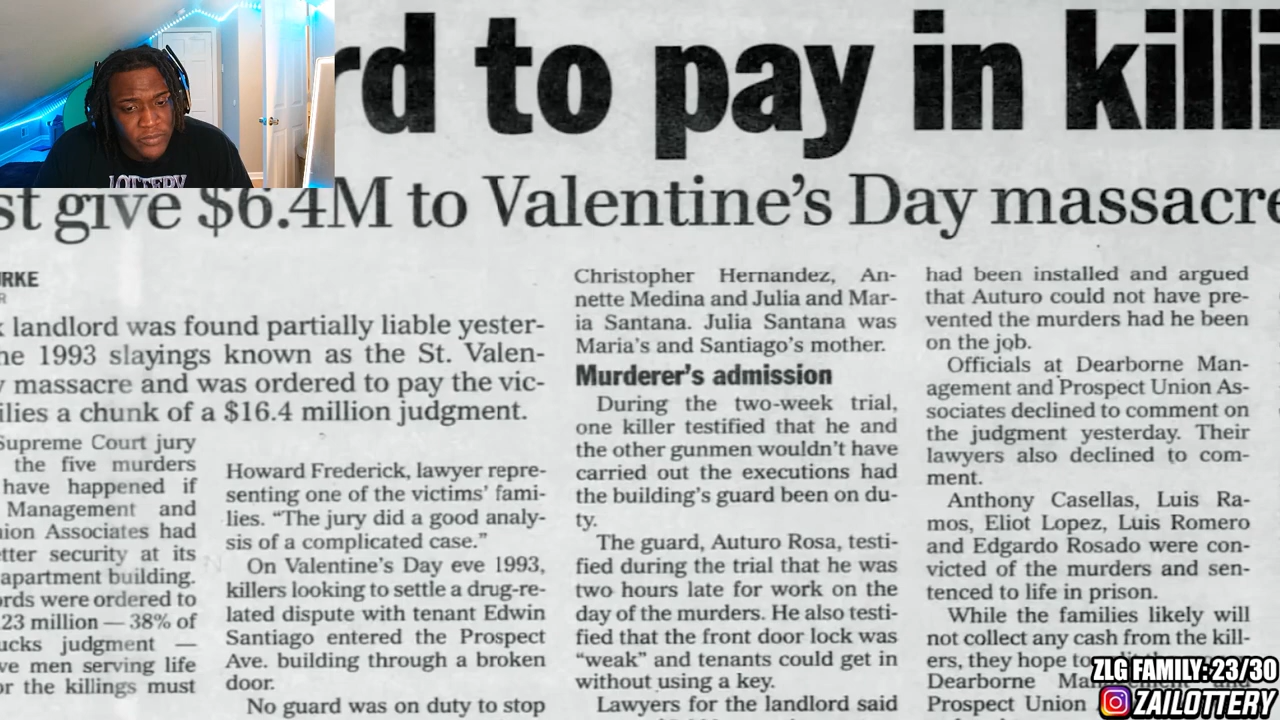 LOTTERY
rd to pay in killi
st give $6.4M to Valentine's Day massacre
RKE
R
k landlord was found partially liable yester-
he 1993 slayings known as the St. Valen-
y massacre and was ordered to pay the vic-
ilies a chunk of a $16.4 million judgment.
Supreme Court jury
the five murders
have happened if
Management and
nion Associates had
etter security at its
apartment building.
ords were ordered to
23 million — 38% of
ucks judgment —
ve men serving life
or the killings must
Howard Frederick, lawyer repre-
senting one of the victims' fami-
lies. "The jury did a good analy-
sis of a complicated case."
On Valentine's Day eve 1993,
killers looking to settle a drug-re-
lated dispute with tenant Edwin
Santiago entered the Prospect
Ave. building through a broken
door.
No guard was on duty to stop
Christopher Hernandez, An-
nette Medina and Julia and Mar-
ia Santana. Julia Santana was
Maria's and Santiago's mother.
Murderer's admission
During the two-week trial,
one killer testified that he and
the other gunmen wouldn't have
carried out the executions had
the building's guard been on du-
ty.
The guard, Auturo Rosa, testi-
fied during the trial that he was
two hours late for work on the
day of the murders. He also testi-
fied that the front door lock was
"weak" and tenants could get in
without using a key.
Lawyers for the landlord said
had been installed and argued
that Auturo could not have pre-
vented the murders had he been
on the job.
Officials at Dearborne Man-
agement and Prospect Union As-
sociates declined to comment on
the judgment yesterday. Their
lawyers also declined to com-
ment.
Anthony Casellas, Luis Ra-
mos, Eliot Lopez, Luis Romero
and Edgardo Rosado were con-
victed of the murders and sen-
tenced to life in prison.
While the families likely will
not collect any cash from the kill-
ers, they hope to
Dearborne Management and
Prospect Union
ZLG FAMILY: 23/30
ZAILOTTERY